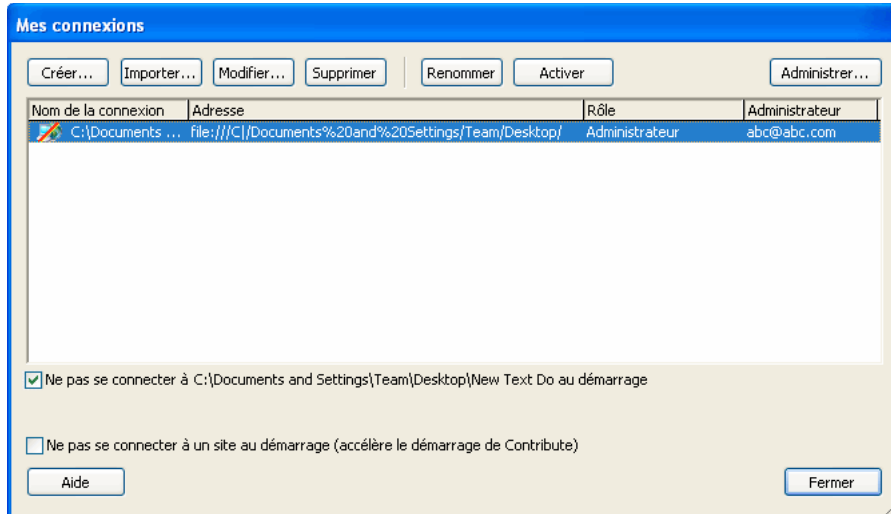 Mes connexions
Créer... Importer... Modifier... Supprimer Renommer Activer Administrer...
Nom de la connexion Adresse Rôle Administrateur
C:\Documents ... file:///C|/Documents%20and%20Settings/Team/Desktop/ Administrateur abc@abc.com
Ne pas se connecter à C:\Documents and Settings\Team\Desktop\New Text Do au démarrage
Ne pas se connecter à un site au démarrage (accélère le démarrage de Contribute)
Aide Fermer